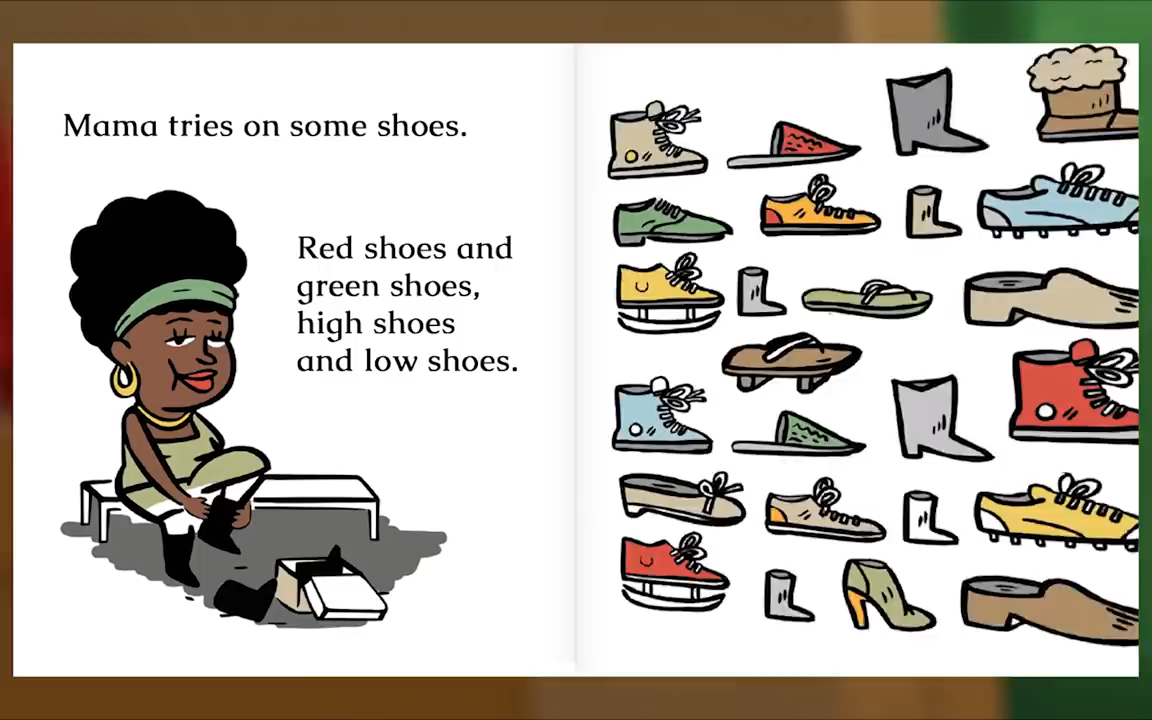 Mama tries on some shoes.
Red shoes and
green shoes,
high shoes
and low shoes.